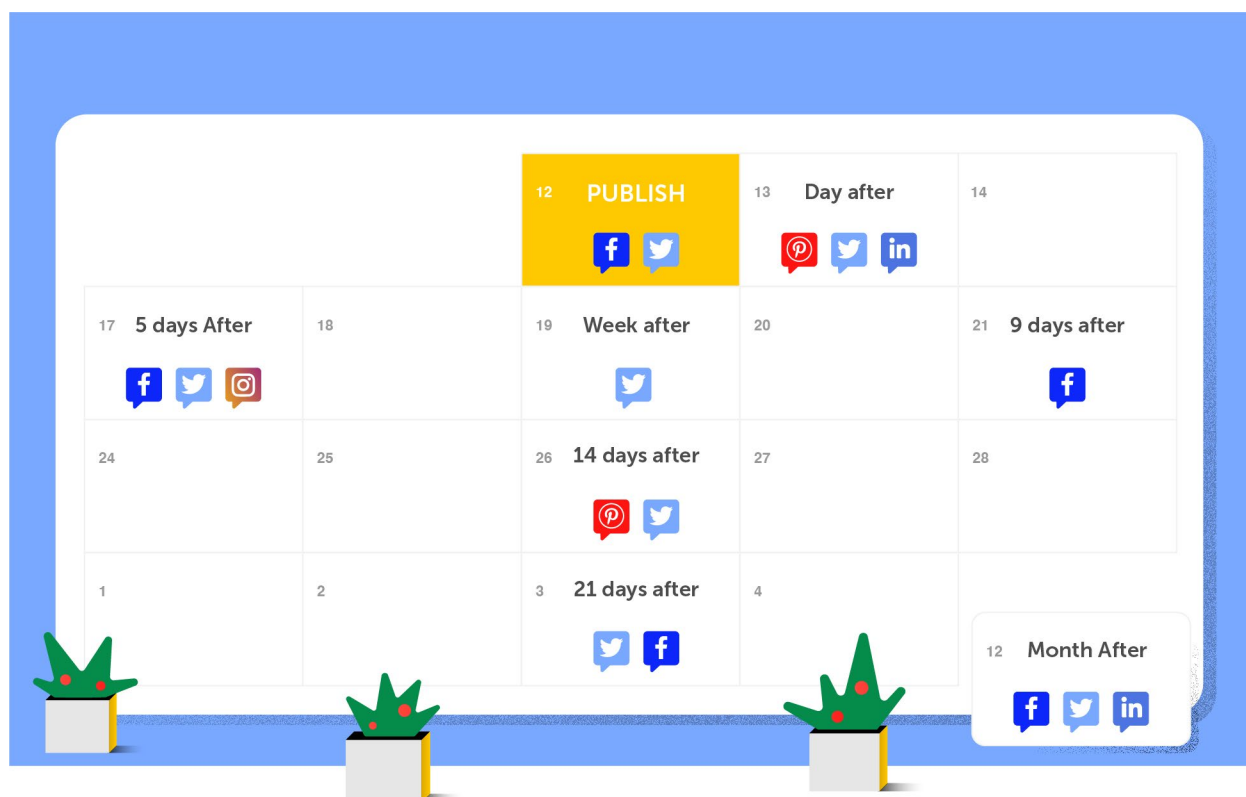 12 PUBLISH
13 Day after
14
17 5 days After
18
19 Week after
20
21 9 days after
24
25
26 14 days after
27
28
1
2
3 21 days after
4
12 Month After